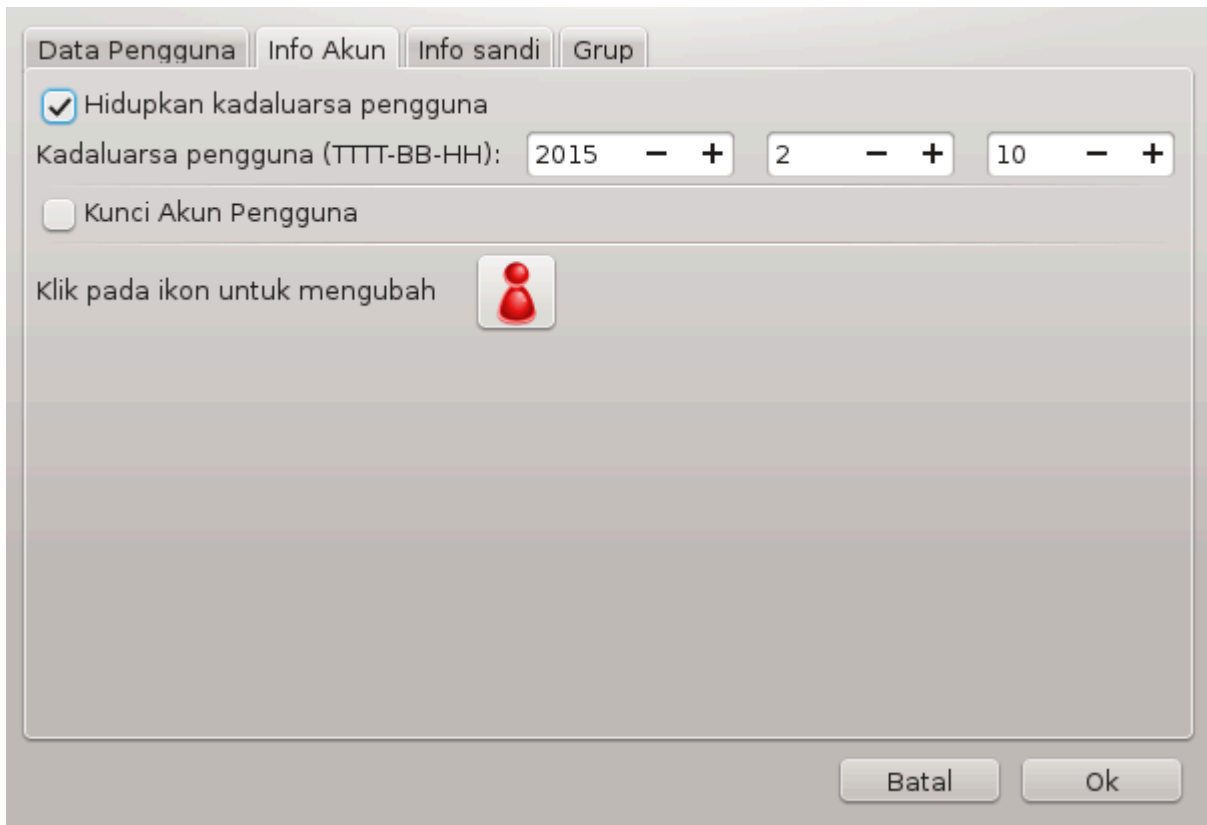 Data Pengguna Info Akun Info sandi Grup
Hidupkan kadaluarsa pengguna
Kadaluarsa pengguna (TTTT-BB-HH): 2015 − + 2 − + 10 − +
Kunci Akun Pengguna
Klik pada ikon untuk mengubah
Batal Ok